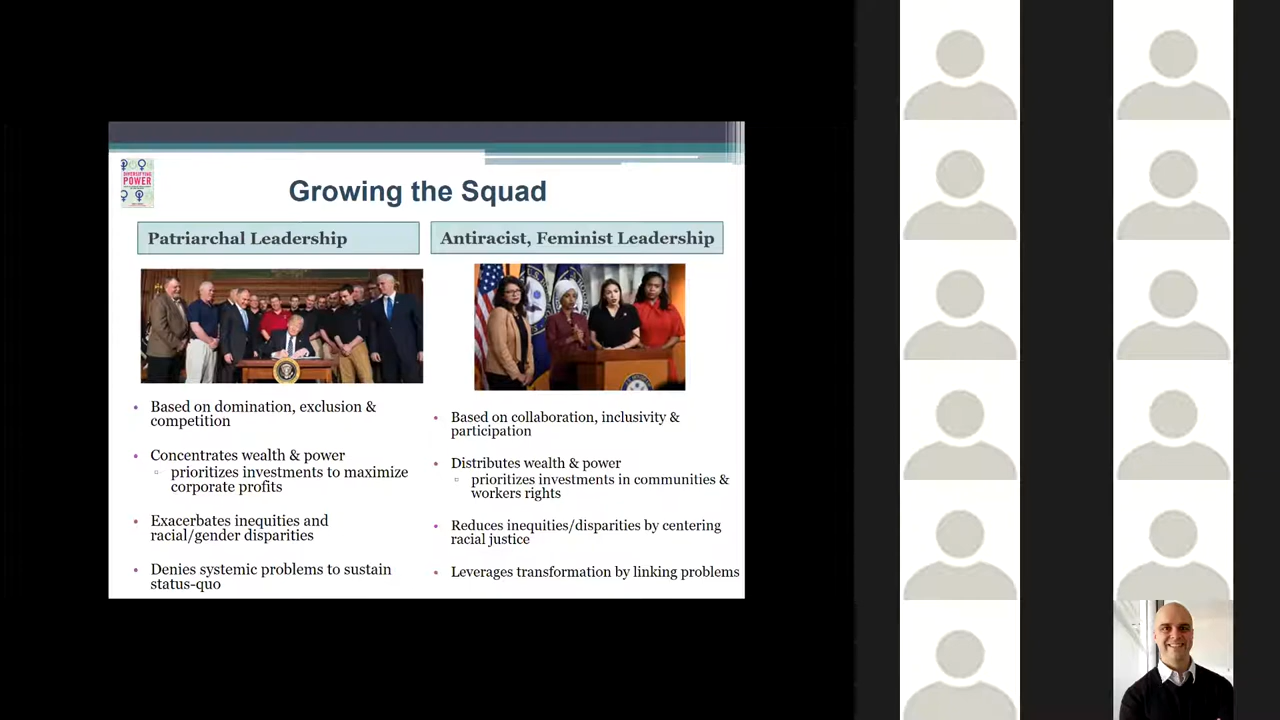 DIVERSIFYING
POWER
Growing the Squad
Patriarchal Leadership
• Based on domination, exclusion &
competition
• Concentrates wealth & power
▫ prioritizes investments to maximize
corporate profits
• Exacerbates inequities and
racial/gender disparities
• Denies systemic problems to sustain
status-quo
Antiracist, Feminist Leadership
• Based on collaboration, inclusivity &
participation
• Distributes wealth & power
▫ prioritizes investments in communities &
workers rights
• Reduces inequities/disparities by centering
racial justice
• Leverages transformation by linking problems